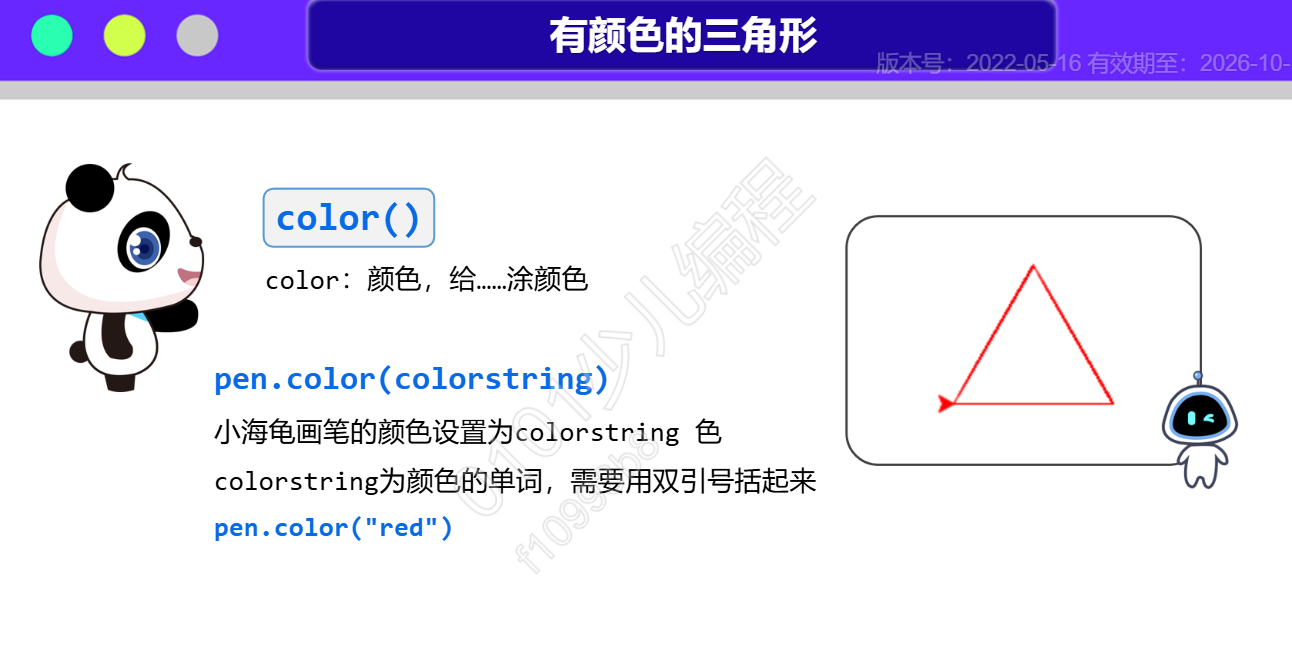 有颜色的三角形
版本号：2022-05-16 有效期至：2026-10-
color()
color：颜色，给……涂颜色
pen.color(colorstring)
小海龟画笔的颜色设置为colorstring 色
colorstring为颜色的单词，需要用双引号括起来
pen.color("red")
0101少儿编程